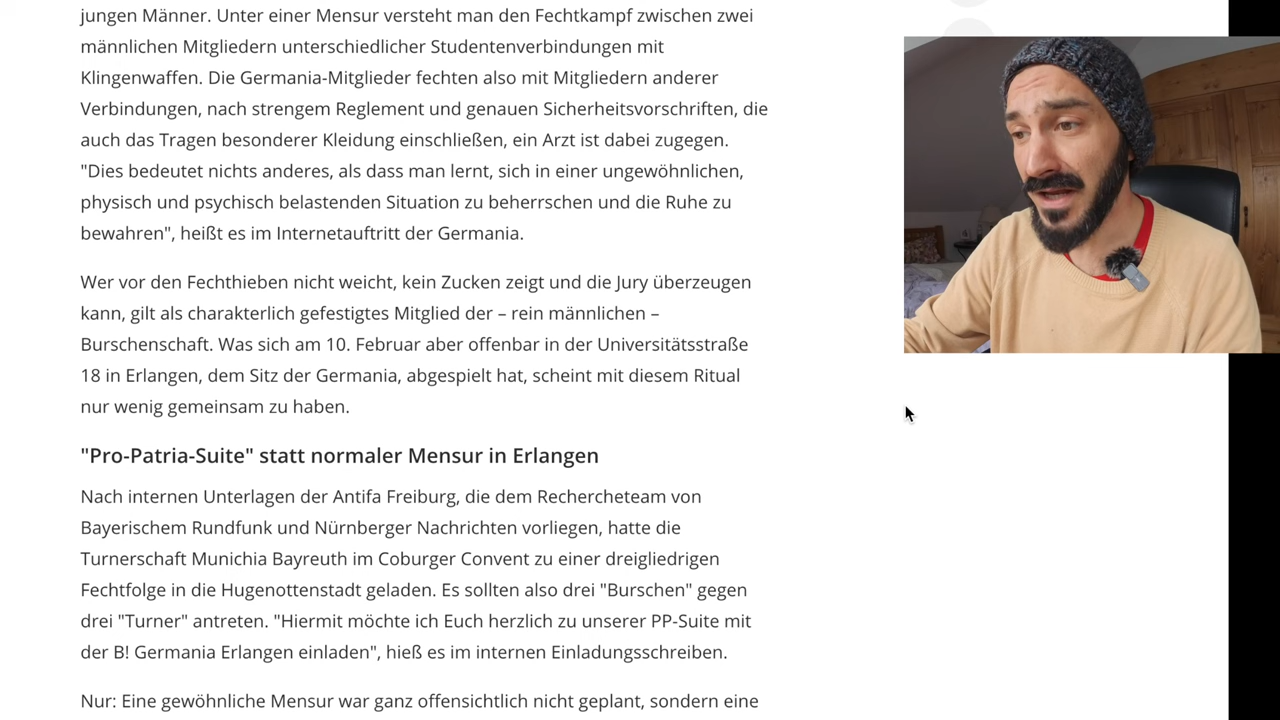 jungen Männer. Unter einer Mensur versteht man den Fechtkampf zwischen zwei
männlichen Mitgliedern unterschiedlicher Studentenverbindungen mit
Klingenwaffen. Die Germania-Mitglieder fechten also mit Mitgliedern anderer
Verbindungen, nach strengem Reglement und genauen Sicherheitsvorschriften, die
auch das Tragen besonderer Kleidung einschließen, ein Arzt ist dabei zugegen.
"Dies bedeutet nichts anderes, als dass man lernt, sich in einer ungewöhnlichen,
physisch und psychisch belastenden Situation zu beherrschen und die Ruhe zu
bewahren", heißt es im Internetauftritt der Germania.
Wer vor den Fechthieben nicht weicht, kein Zucken zeigt und die Jury überzeugen
kann, gilt als charakterlich gefestigtes Mitglied der – rein männlichen –
Burschenschaft. Was sich am 10. Februar aber offenbar in der Universitätsstraße
18 in Erlangen, dem Sitz der Germania, abgespielt hat, scheint mit diesem Ritual
nur wenig gemeinsam zu haben.
"Pro-Patria-Suite" statt normaler Mensur in Erlangen
Nach internen Unterlagen der Antifa Freiburg, die dem Rechercheteam von
Bayerischem Rundfunk und Nürnberger Nachrichten vorliegen, hatte die
Turnerschaft Munichia Bayreuth im Coburger Convent zu einer dreigliedrigen
Fechtfolge in die Hugenottenstadt geladen. Es sollten also drei "Burschen" gegen
drei "Turner" antreten. "Hiermit möchte ich Euch herzlich zu unserer PP-Suite mit
der B! Germania Erlangen einladen", hieß es im internen Einladungsschreiben.
Nur: Eine gewöhnliche Mensur war ganz offensichtlich nicht geplant, sondern eine